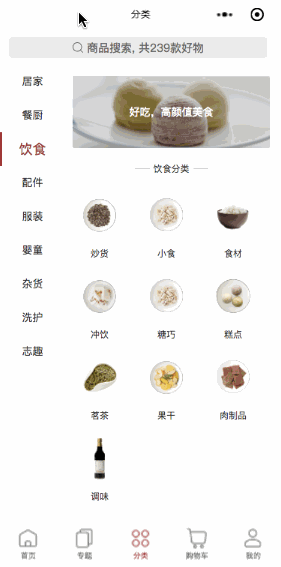 分类
商品搜索, 共239款好物
居家
餐厨
饮食
配件
服装
婴童
杂货
洗护
志趣
好吃，高颜值美食
饮食分类
炒货
小食
食材
冲饮
糖巧
糕点
茗茶
果干
肉制品
调味
首页
专题
分类
购物车
我的